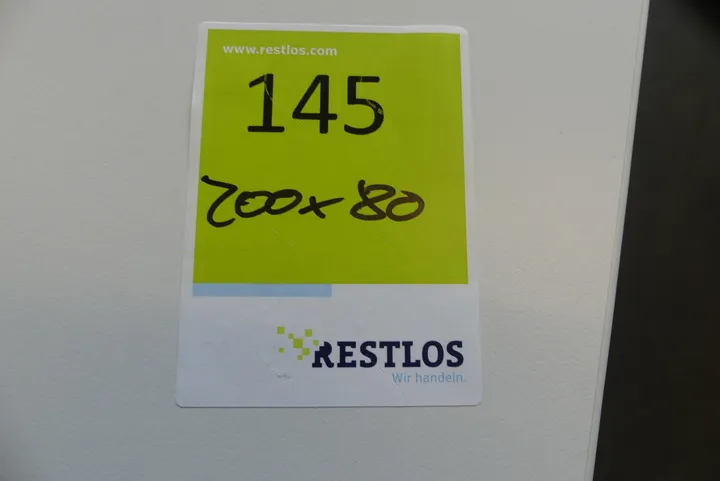 www.restlos.com
145
200x80
RESTLOS
Wir handeln.